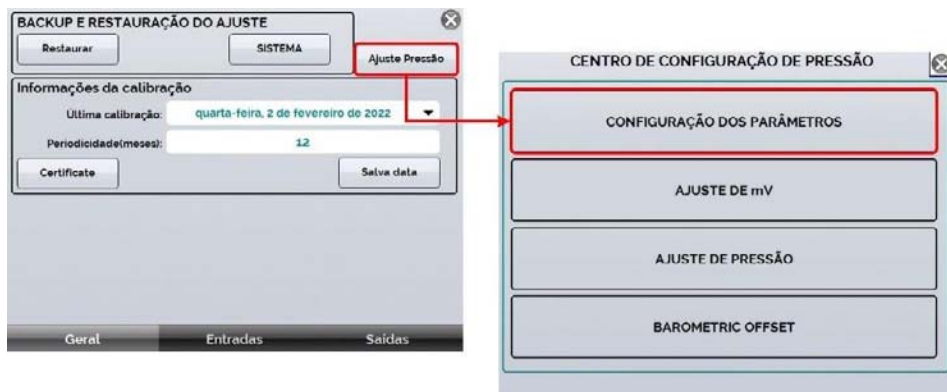 BACKUP E RESTAURAÇÃO DO AJUSTE
Restaurar
SISTEMA
Ajuste Pressão
Informações da calibração
Última calibração:
quarta-feira, 2 de fevereiro de 2022
Periodicidade(meses):
12
Certificate
Salva data
Geral
Entradas
Saídas
CENTRO DE CONFIGURAÇÃO DE PRESSÃO
CONFIGURAÇÃO DOS PARÂMETROS
AJUSTE DE mV
AJUSTE DE PRESSÃO
BAROMETRIC OFFSET